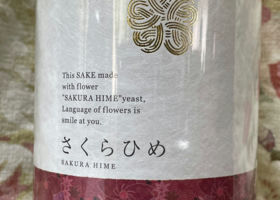 This SAKE made
with flower
"SAKURA HIME"yeast,
Language of flowers is
smile at you.
さくらひめ
SAKURA HIME